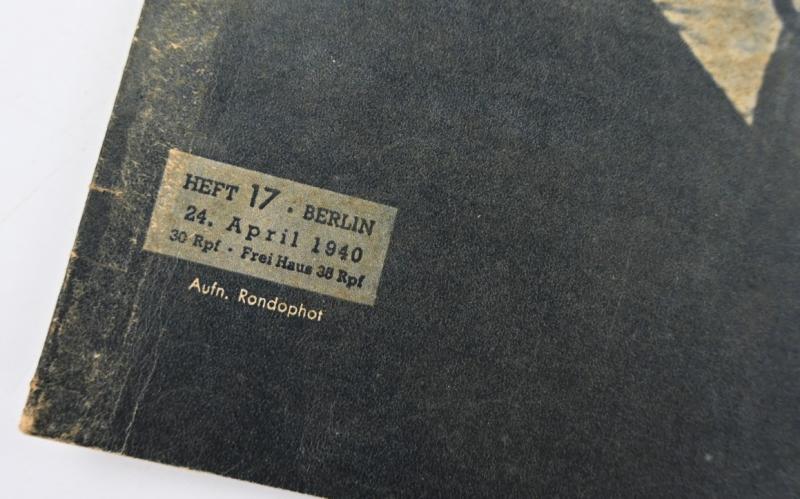 HEFT 17 · BERLIN
24. April 1940
30 Rpf · Frei Haus 38 Rpf
Aufn. Rondophot